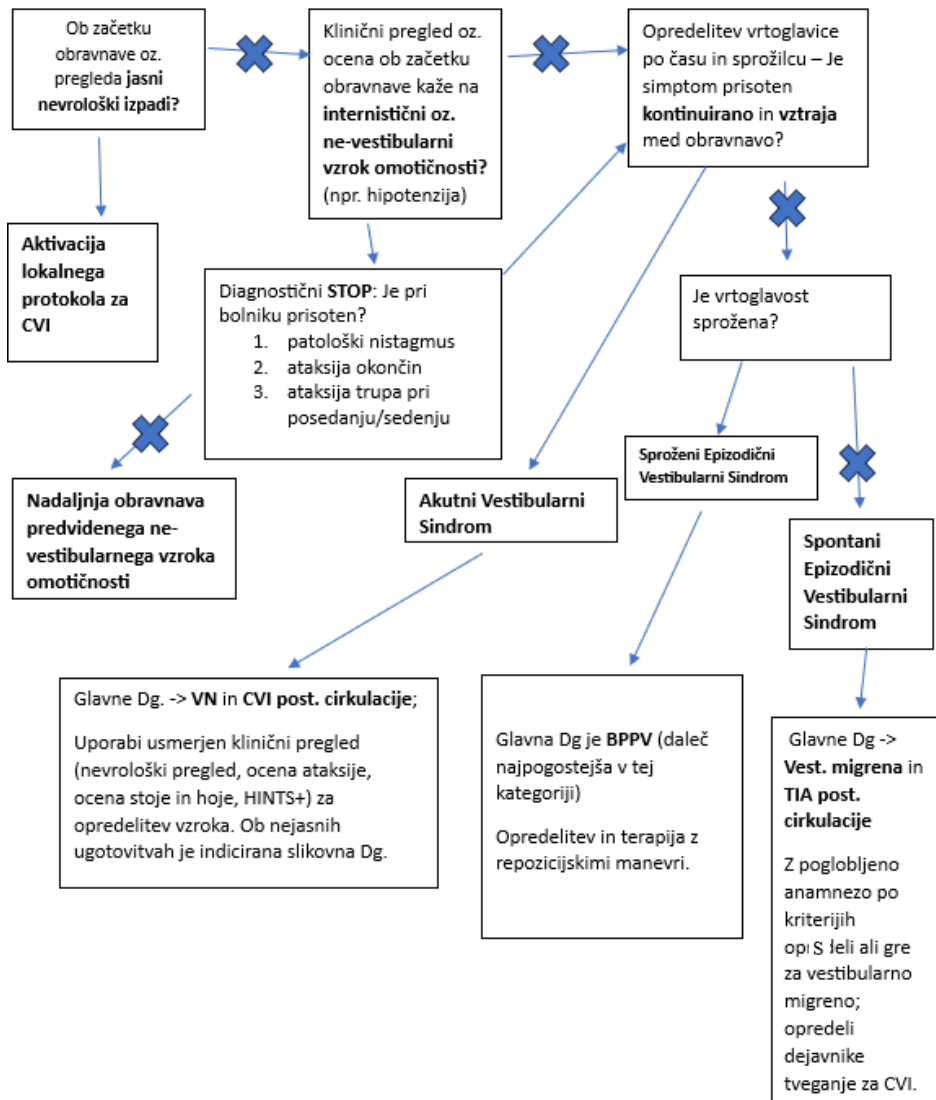 Ob začetku
obravnave oz.
pregleda jasni
nevrološki izpadi?
Klinični pregled oz.
ocena ob začetku
obravnave kaže na
internistični oz.
ne-vestibularni
vzrok omotičnosti?
(npr. hipotenzija)
Opredelitev vrtoglavice
po času in sprožilcu – Je
simptom prisoten
kontinuirano in vztraja
med obravnavo?
Aktivacija
lokalnega
protokola za
CVI
Diagnostični STOP: Je pri
bolniku prisoten?
1. patološki nistagmus
2. ataksija okončin
3. ataksija trupa pri
posedanju/sedenju
Je vrtoglavost
sprožena?
Nadaljnja obravnava
predvidenega ne-
vestibularnega vzroka
omotičnosti
Akutni Vestibularni
Sindrom
Sproženi Epizodični
Vestibularni Sindrom
Spontani
Epizodični
Vestibularni
Sindrom
Glavne Dg. -> VN in CVI post. cirkulacije;
Uporabi usmerjen klinični pregled
(nevrološki pregled, ocena ataksije,
ocena stoje in hoje, HINTS+) za
opredelitev vzroka. Ob nejasnih
ugotovitvah je indicirana slikovna Dg.
Glavna Dg je BPPV (daleč
najpogostejša v tej
kategoriji)
Opredelitev in terapija z
repozicijskimi manevri.
Glavne Dg ->
Vest. migrena in
TIA post.
cirkulacije
Z poglobljeno
anamnezo po
kriterijih
ali gre
za vestibularno
migreno;
opredeli
dejavnike
tveganje za CVI.